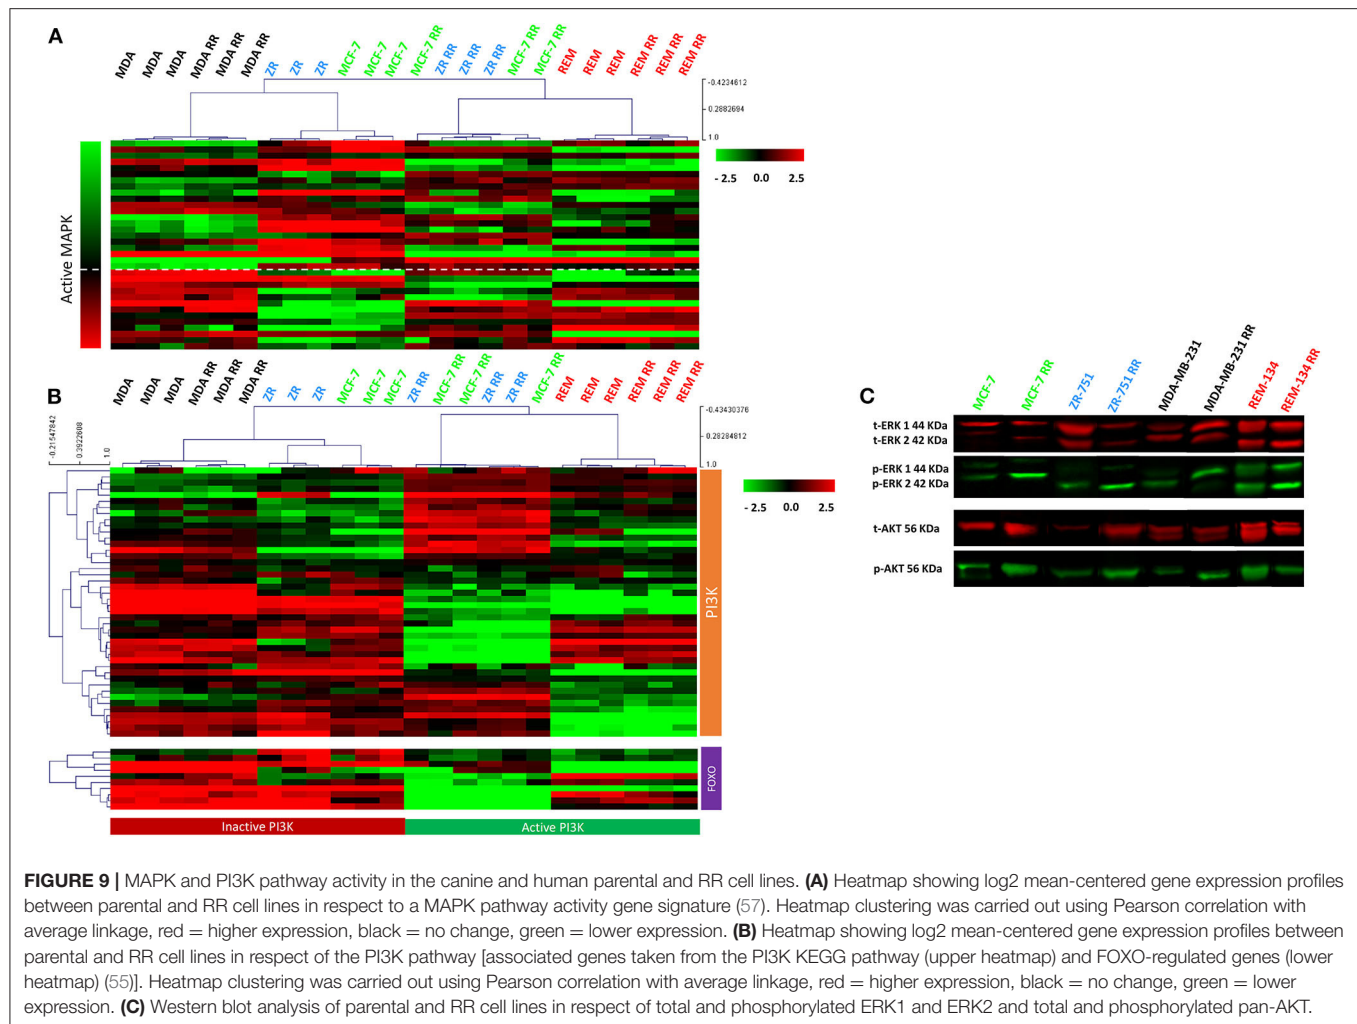 A
MDA
MDA
MDA
MDA RR
MDA RR
MDA RR
ZR
ZR
ZR
MCF-7
MCF-7
MCF-7
MCF-7 RR
ZR RR
ZR RR
ZR RR
MCF-7 RR
MCF-7 RR
REM
REM
REM
REM RR
REM RR
REM RR
-0.4234612
0.2882694
1.0
- 2.5 0.0 2.5
Active MAPK
B
MDA
MDA
MDA
MDA RR
MDA RR
MDA RR
ZR
ZR
ZR
MCF-7
MCF-7
MCF-7
ZR RR
MCF-7 RR
MCF-7 RR
ZR RR
ZR RR
MCF-7 RR
REM
REM
REM
REM RR
REM RR
REM RR
-0.21547842
0.3922608
1.0
-0.43430376
0.28284812
1.0
- 2.5 0.0 2.5
PI3K
FOXO
Inactive PI3K
Active PI3K
C
MCF-7
MCF-7 RR
ZR-751
ZR-751 RR
MDA-MB-231
MDA-MB-231 RR
REM-134
REM-134 RR
t-ERK 1 44 KDa
t-ERK 2 42 KDa
p-ERK 1 44 KDa
p-ERK 2 42 KDa
t-AKT 56 KDa
p-AKT 56 KDa
FIGURE 9 | MAPK and PI3K pathway activity in the canine and human parental and RR cell lines. (A) Heatmap showing log2 mean-centered gene expression profiles
between parental and RR cell lines in respect to a MAPK pathway activity gene signature (57). Heatmap clustering was carried out using Pearson correlation with
average linkage, red = higher expression, black = no change, green = lower expression. (B) Heatmap showing log2 mean-centered gene expression profiles between
parental and RR cell lines in respect of the PI3K pathway [associated genes taken from the PI3K KEGG pathway (upper heatmap) and FOXO-regulated genes (lower
heatmap) (55)]. Heatmap clustering was carried out using Pearson correlation with average linkage, red = higher expression, black = no change, green = lower
expression. (C) Western blot analysis of parental and RR cell lines in respect of total and phosphorylated ERK1 and ERK2 and total and phosphorylated pan-AKT.